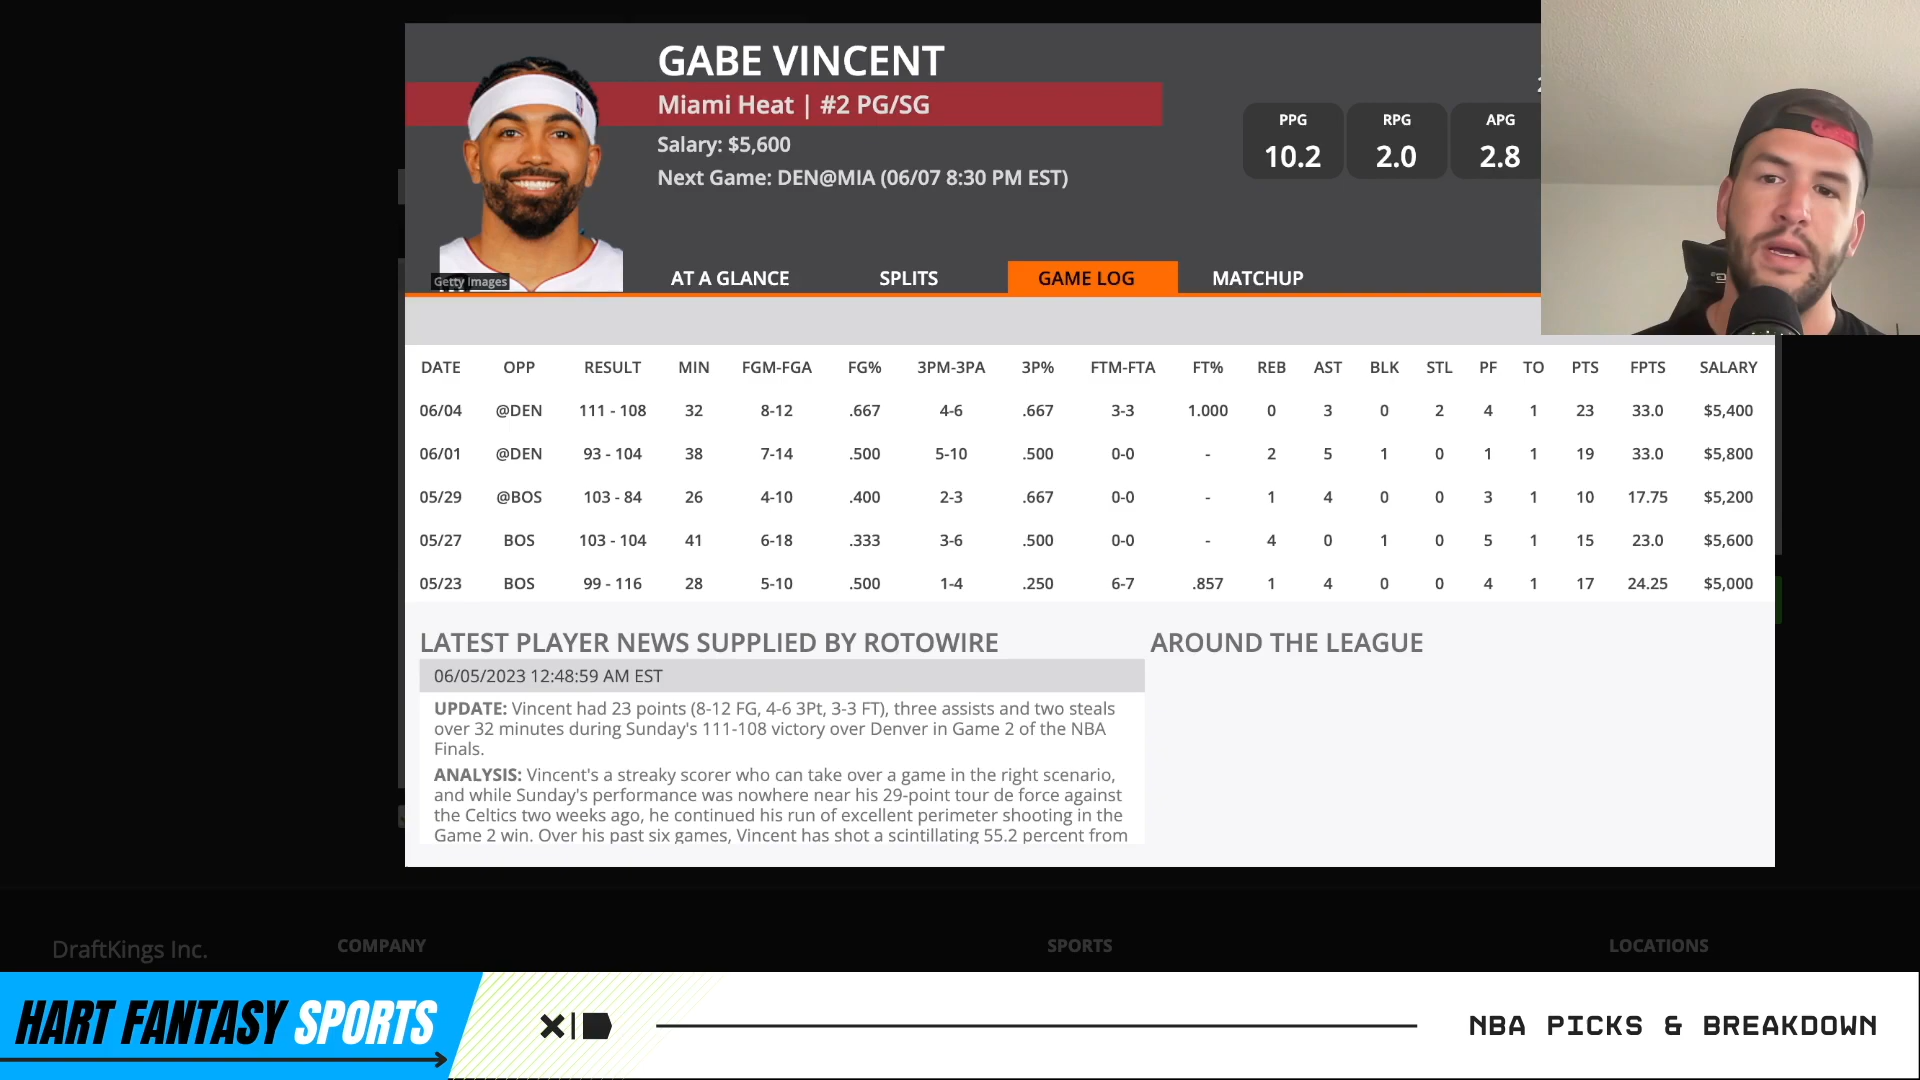 GABE VINCENT
Miami Heat | #2 PG/SG
Salary: $5,600
Next Game: DEN@MIA (06/07 8:30 PM EST)
PPG RPG APG
10.2 2.0 2.8
Getty Images
AT A GLANCE SPLITS GAME LOG MATCHUP
DATE OPP RESULT MIN FGM-FGA FG% 3PM-3PA 3P% FTM-FTA FT% REB AST BLK STL PF TO PTS FPTS SALARY
06/04 @DEN 111 - 108 32 8-12 .667 4-6 .667 3-3 1.000 0 3 0 2 4 1 23 33.0 $5,400
06/01 @DEN 93 - 104 38 7-14 .500 5-10 .500 0-0 - 2 5 1 0 1 1 19 33.0 $5,800
05/29 @BOS 103 - 84 26 4-10 .400 2-3 .667 0-0 - 1 4 0 0 3 1 10 17.75 $5,200
05/27 BOS 103 - 104 41 6-18 .333 3-6 .500 0-0 - 4 0 1 0 5 1 15 23.0 $5,600
05/23 BOS 99 - 116 28 5-10 .500 1-4 .250 6-7 .857 1 4 0 0 4 1 17 24.25 $5,000
LATEST PLAYER NEWS SUPPLIED BY ROTOWIRE
06/05/2023 12:48:59 AM EST
UPDATE: Vincent had 23 points (8-12 FG, 4-6 3Pt, 3-3 FT), three assists and two steals
over 32 minutes during Sunday's 111-108 victory over Denver in Game 2 of the NBA
Finals.
ANALYSIS: Vincent's a streaky scorer who can take over a game in the right scenario,
and while Sunday's performance was nowhere near his 29-point tour de force against
the Celtics two weeks ago, he continued his run of excellent perimeter shooting in the
Game 2 win. Over his past six games, Vincent has shot a scintillating 55.2 percent from
AROUND THE LEAGUE
DraftKings Inc. COMPANY SPORTS LOCATIONS
HART FANTASY SPORTS
NBA PICKS & BREAKDOWN